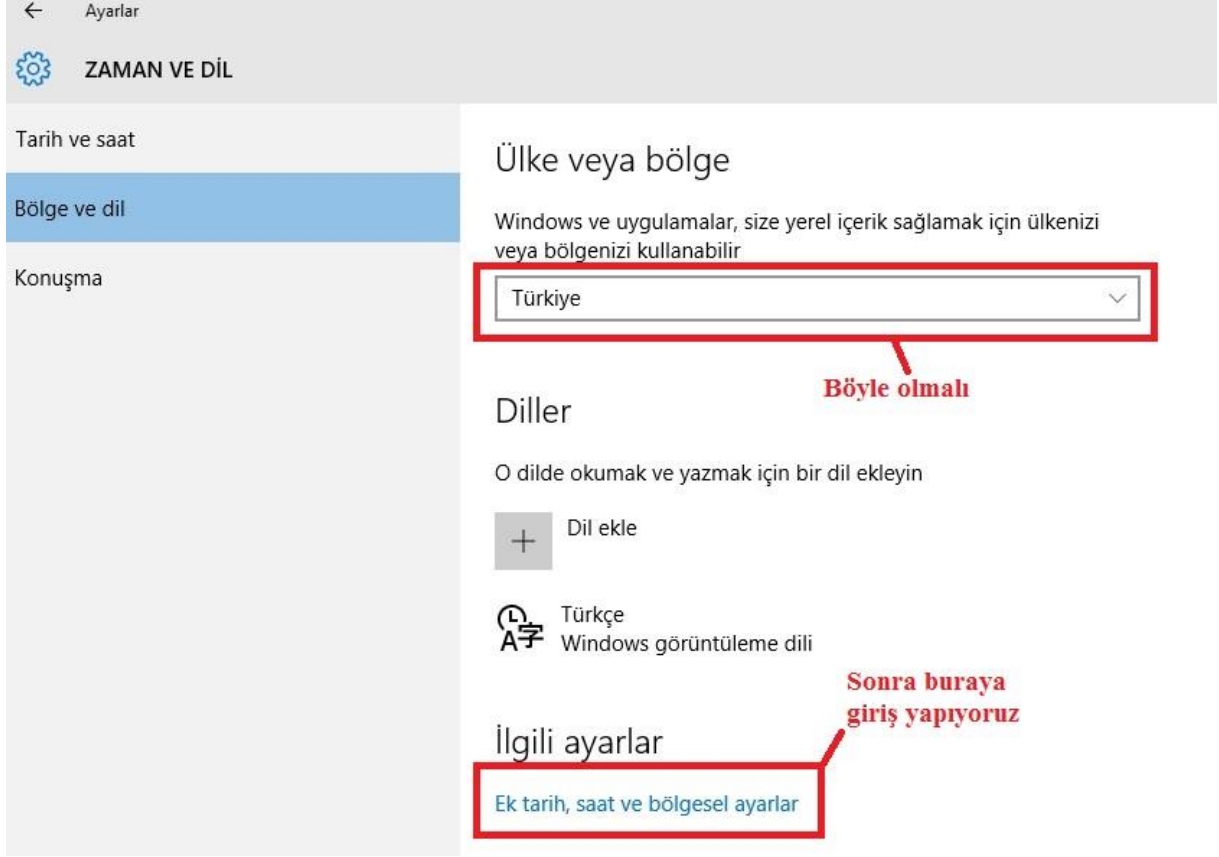 Ayarlar
ZAMAN VE DİL
Tarih ve saat
Bölge ve dil
Konuşma
Ülke veya bölge
Windows ve uygulamalar, size yerel içerik sağlamak için ülkenizi
veya bölgenizi kullanabilir
Türkiye
Böyle olmalı
Diller
O dilde okumak ve yazmak için bir dil ekleyin
Dil ekle
A字
Türkçe
Windows görüntüleme dili
Sonra buraya
giriş yapıyoruz
İlgili ayarlar
Ek tarih, saat ve bölgesel ayarlar